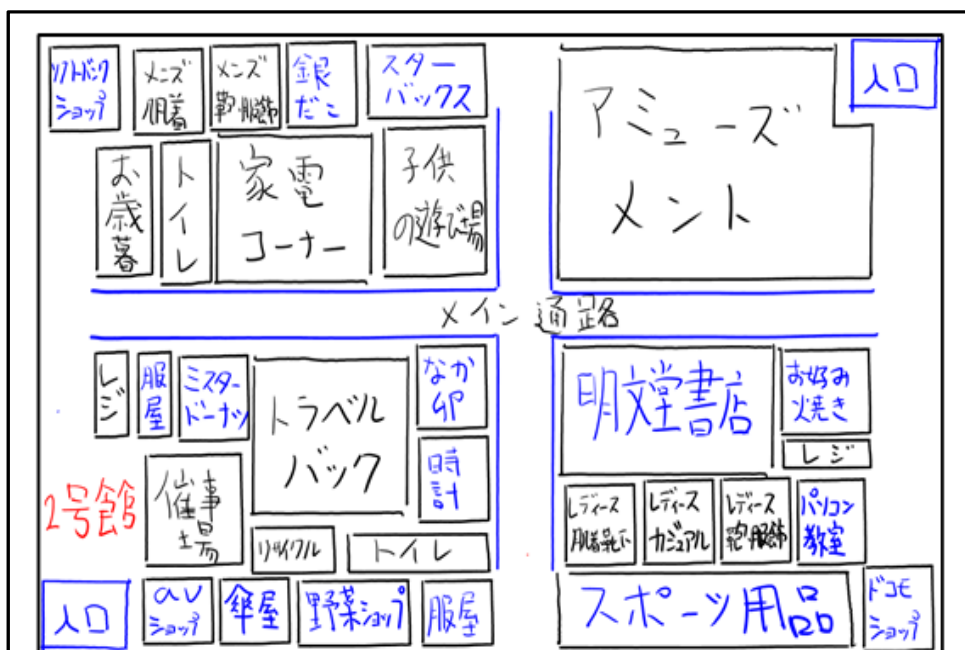 ソフトバンク
ショップ
メンズ
肌着
メンズ
靴・服飾
銀
だこ
スター
バックス
アミューズ
メント
入口
お歳暮
トイレ
家電
コーナー
子供
の遊び場
メイン通路
レジ
服屋
ミスター
ドーナツ
トラベル
バック
なか
卯
時計
明文堂書店
お好み
焼き
レジ
2号館
催事
場
リサイクル
トイレ
レディース
肌着靴下
レディース
カジュアル
レディース
靴・服飾
パソコン
教室
入口
av
ショップ
傘屋
野菜ショップ
服屋
スポーツ用品
ドコモ
ショップ